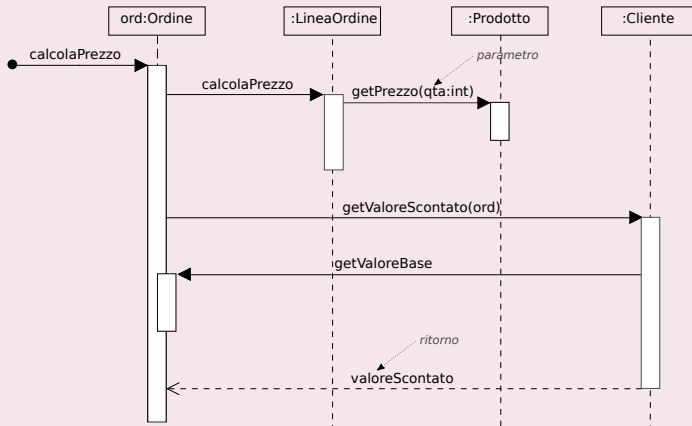 ord:Ordine
:LineaOrdine
:Prodotto
:Cliente
calcolaPrezzo
parametro
calcolaPrezzo
getPrezzo(qta:int)
getValoreScontato(ord)
getValoreBase
ritorno
valoreScontato